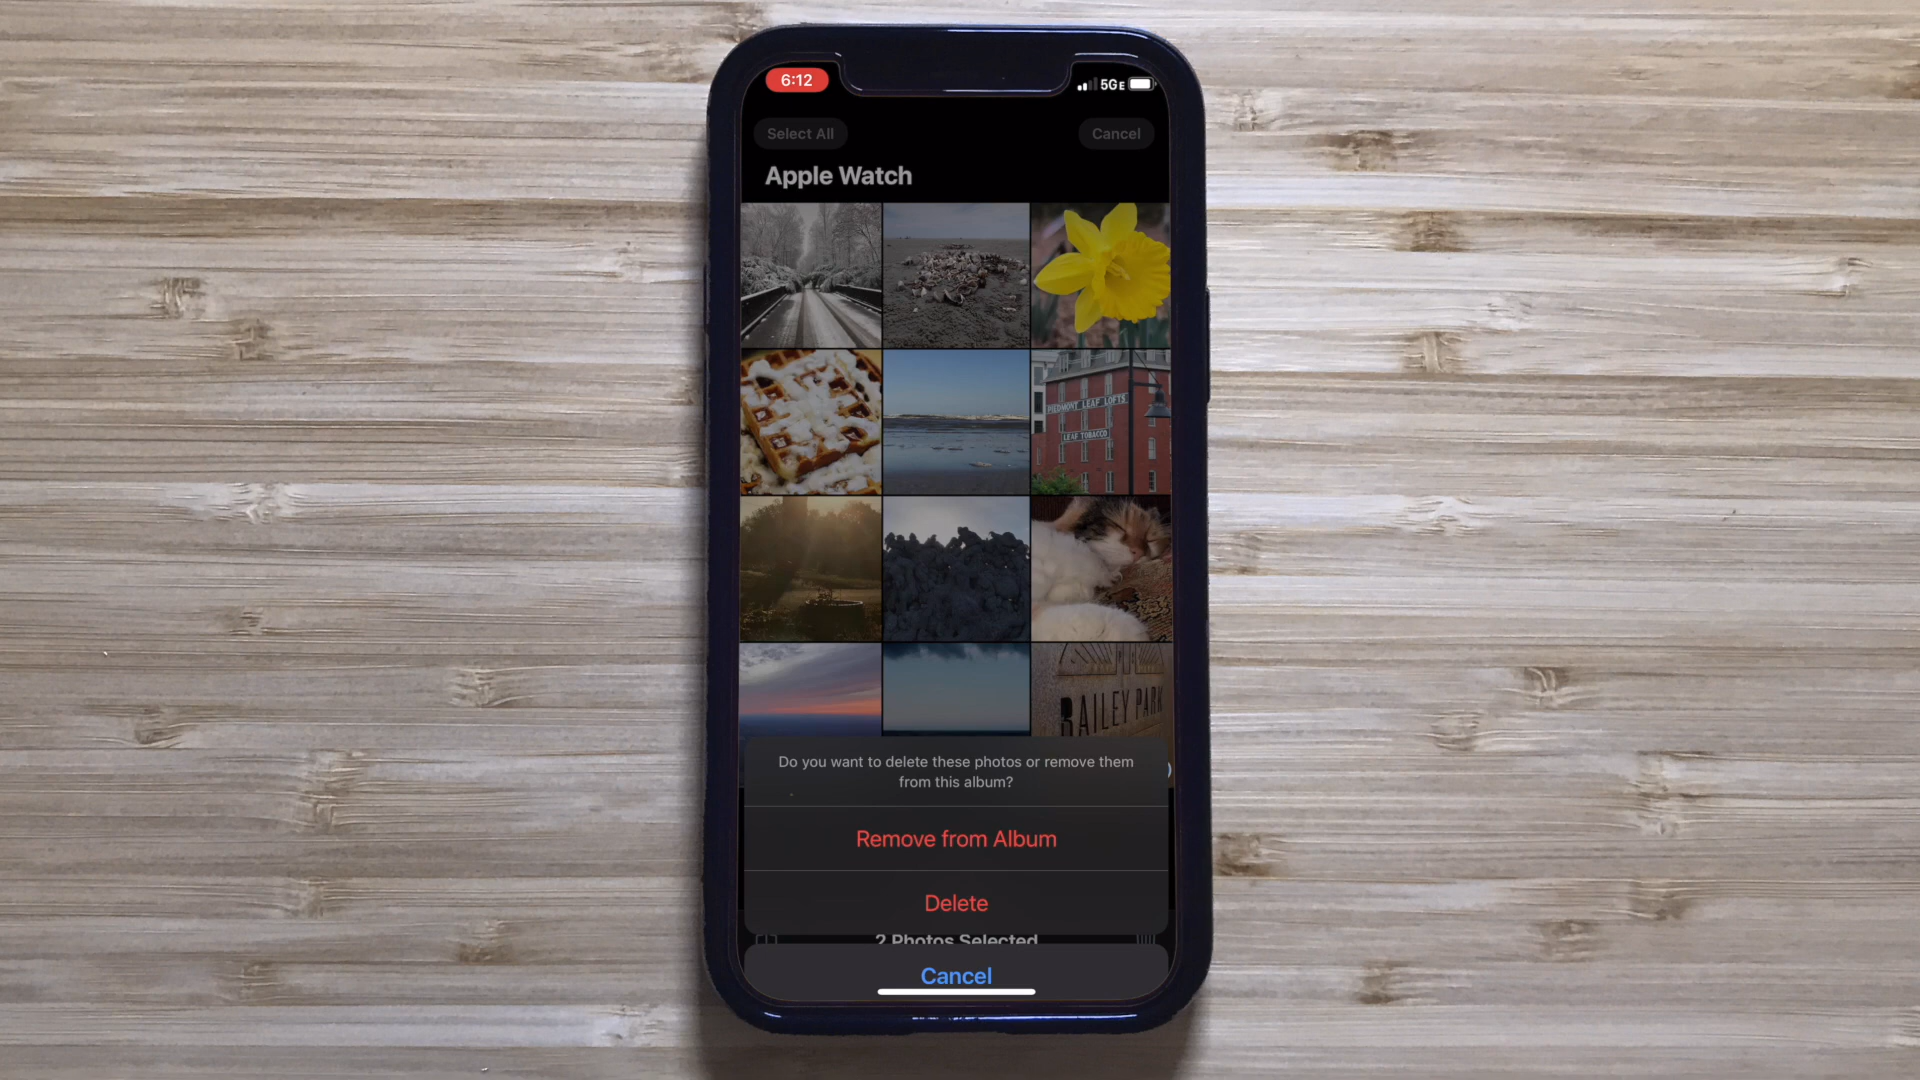 6:12
5GE
Select All
Cancel
Apple Watch
PIEDMONT LEAF LOFTS
LEAF TOBACCO
BAILEY PARK
Do you want to delete these photos or remove them
from this album?
Remove from Album
Delete
2 Photos Selected
Cancel